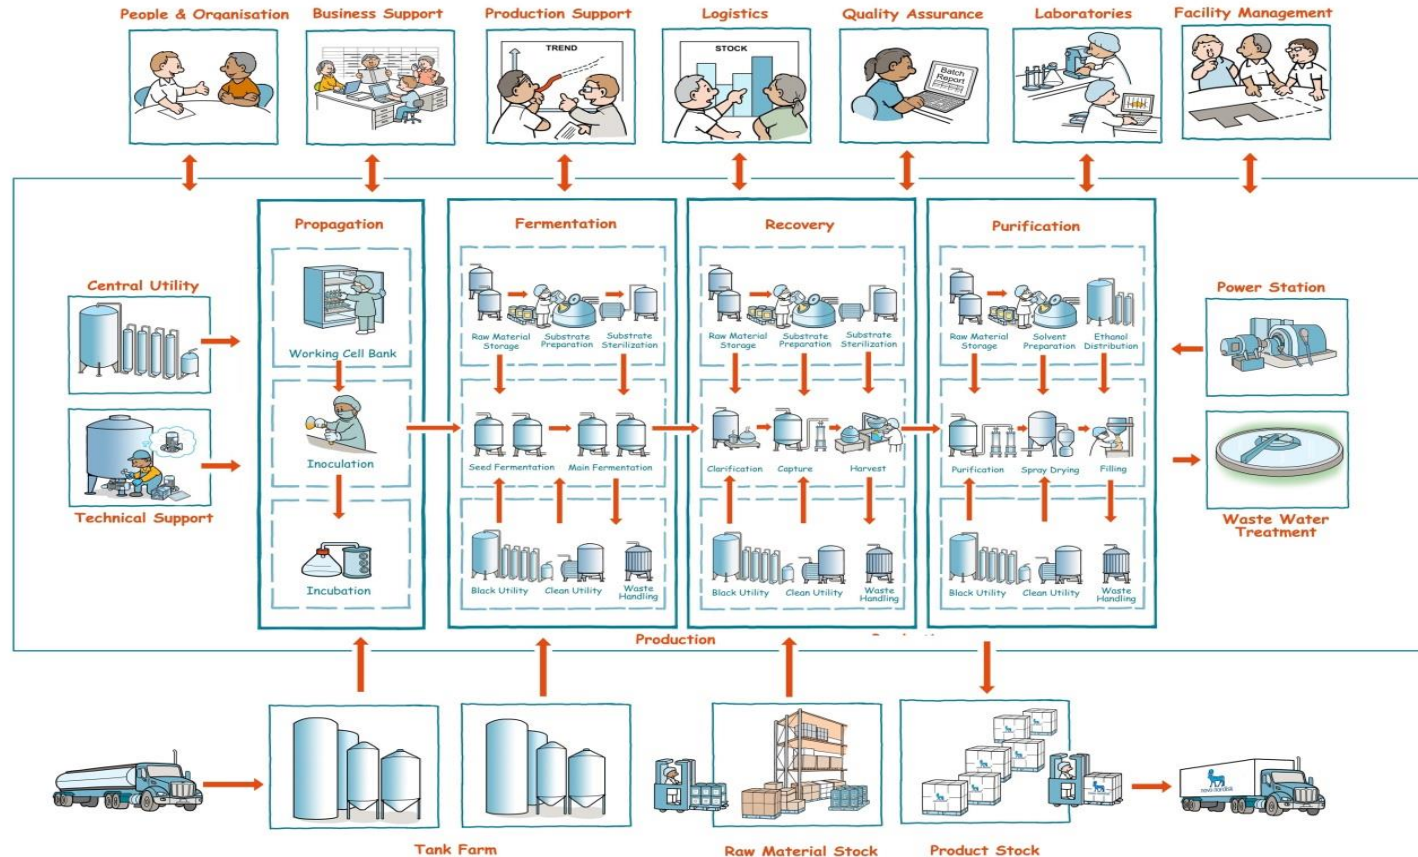 People & Organisation
Business Support
Production Support
Logistics
Quality Assurance
Laboratories
Facility Management
TREND
STOCK
Batch
Report
Propagation
Fermentation
Recovery
Purification
Central Utility
Power Station
Working Cell Bank
Raw Material
Storage
Substrate
Preparation
Substrate
Sterilization
Raw Material
Storage
Substrate
Preparation
Substrate
Sterilization
Raw Material
Storage
Solvent
Preparation
Ethanol
Distribution
Inoculation
Seed Fermentation
Main Fermentation
Clarification
Capture
Harvest
Purification
Spray Drying
Filling
Technical Support
Waste Water
Treatment
Incubation
Black Utility
Clean Utility
Waste
Handling
Black Utility
Clean Utility
Waste
Handling
Black Utility
Clean Utility
Waste
Handling
Production
novo nordisk
Tank Farm
Raw Material Stock
Product Stock